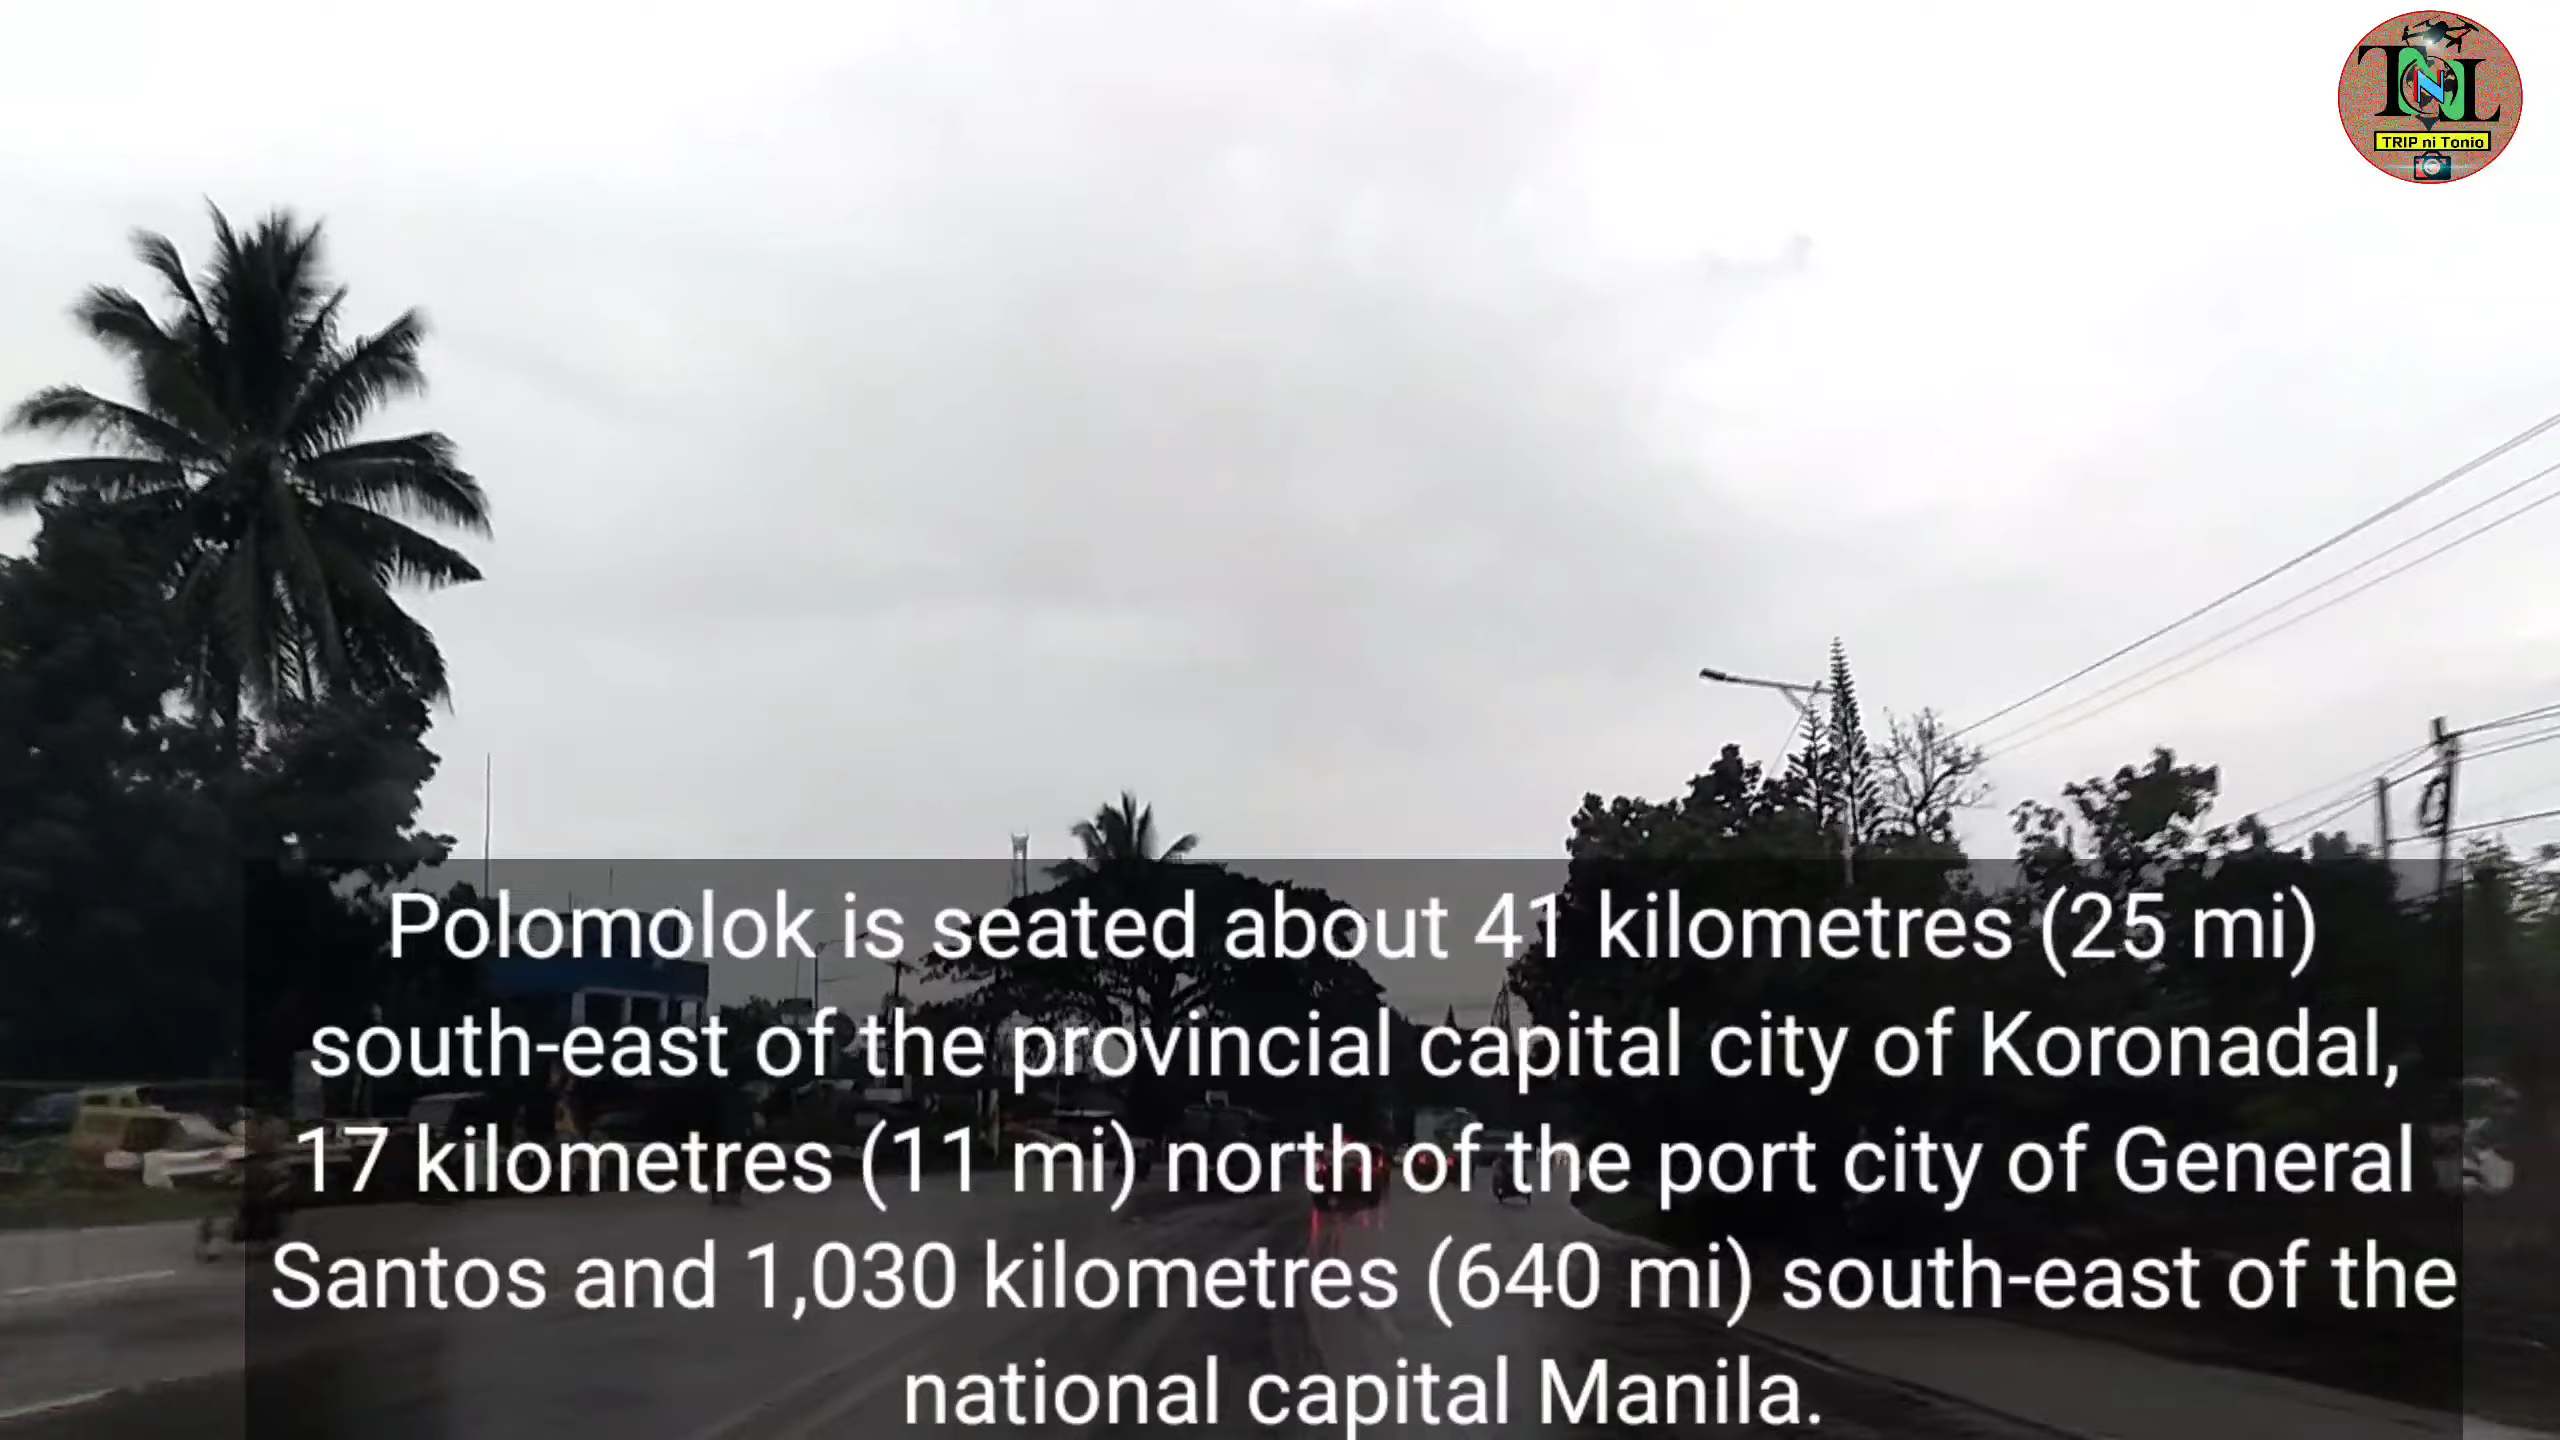 TNL
N
TRIP ni Tonio
Polomolok is seated about 41 kilometres (25 mi)
south-east of the provincial capital city of Koronadal,
17 kilometres (11 mi) north of the port city of General
Santos and 1,030 kilometres (640 mi) south-east of the
national capital Manila.